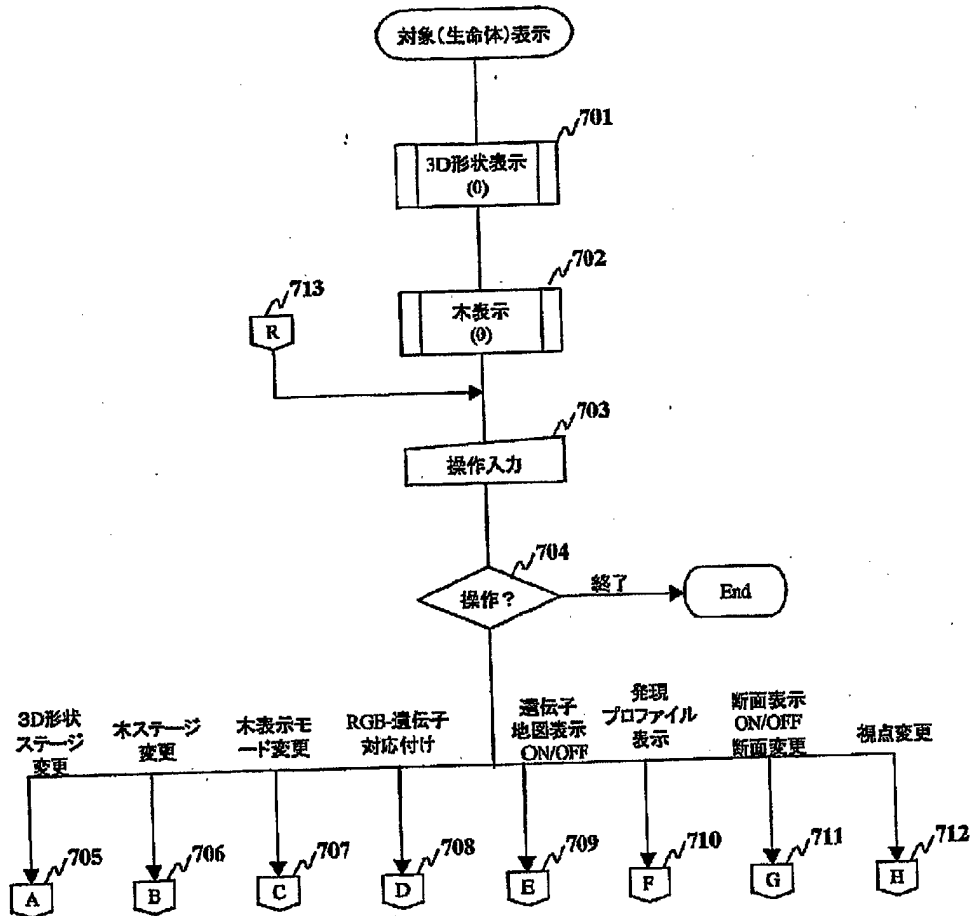 対象(生命体)表示
701
3D形状表示
(0)
702
木表示
(0)
713
R
703
操作入力
704
操作?
終了
End
3D形状
ステージ
変更
木ステージ
変更
木表示モ
ード変更
RGB-遺伝子
対応付け
遺伝子
地図表示
ON/OFF
発現
プロファイル
表示
断面表示
ON/OFF
断面変更
視点変更
705
A
706
B
707
C
708
D
709
E
710
F
711
G
712
H